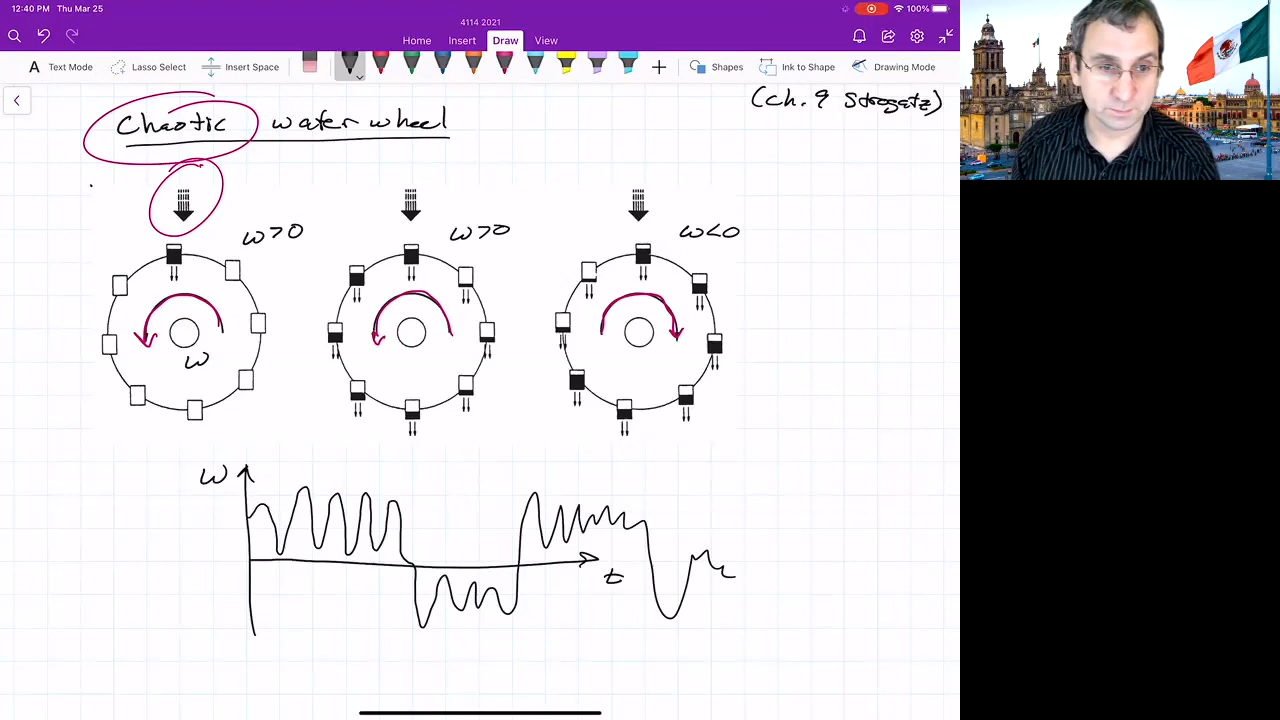 12:40 PM Thu Mar 25
100%
4114 2021
Home Insert Draw View
Text Mode Lasso Select Insert Space Shapes Ink to Shape Drawing Mode
(Ch. 9 Strogatz)
Chaotic water wheel
ω>0 ω>0 ω<0
ω
ω
t